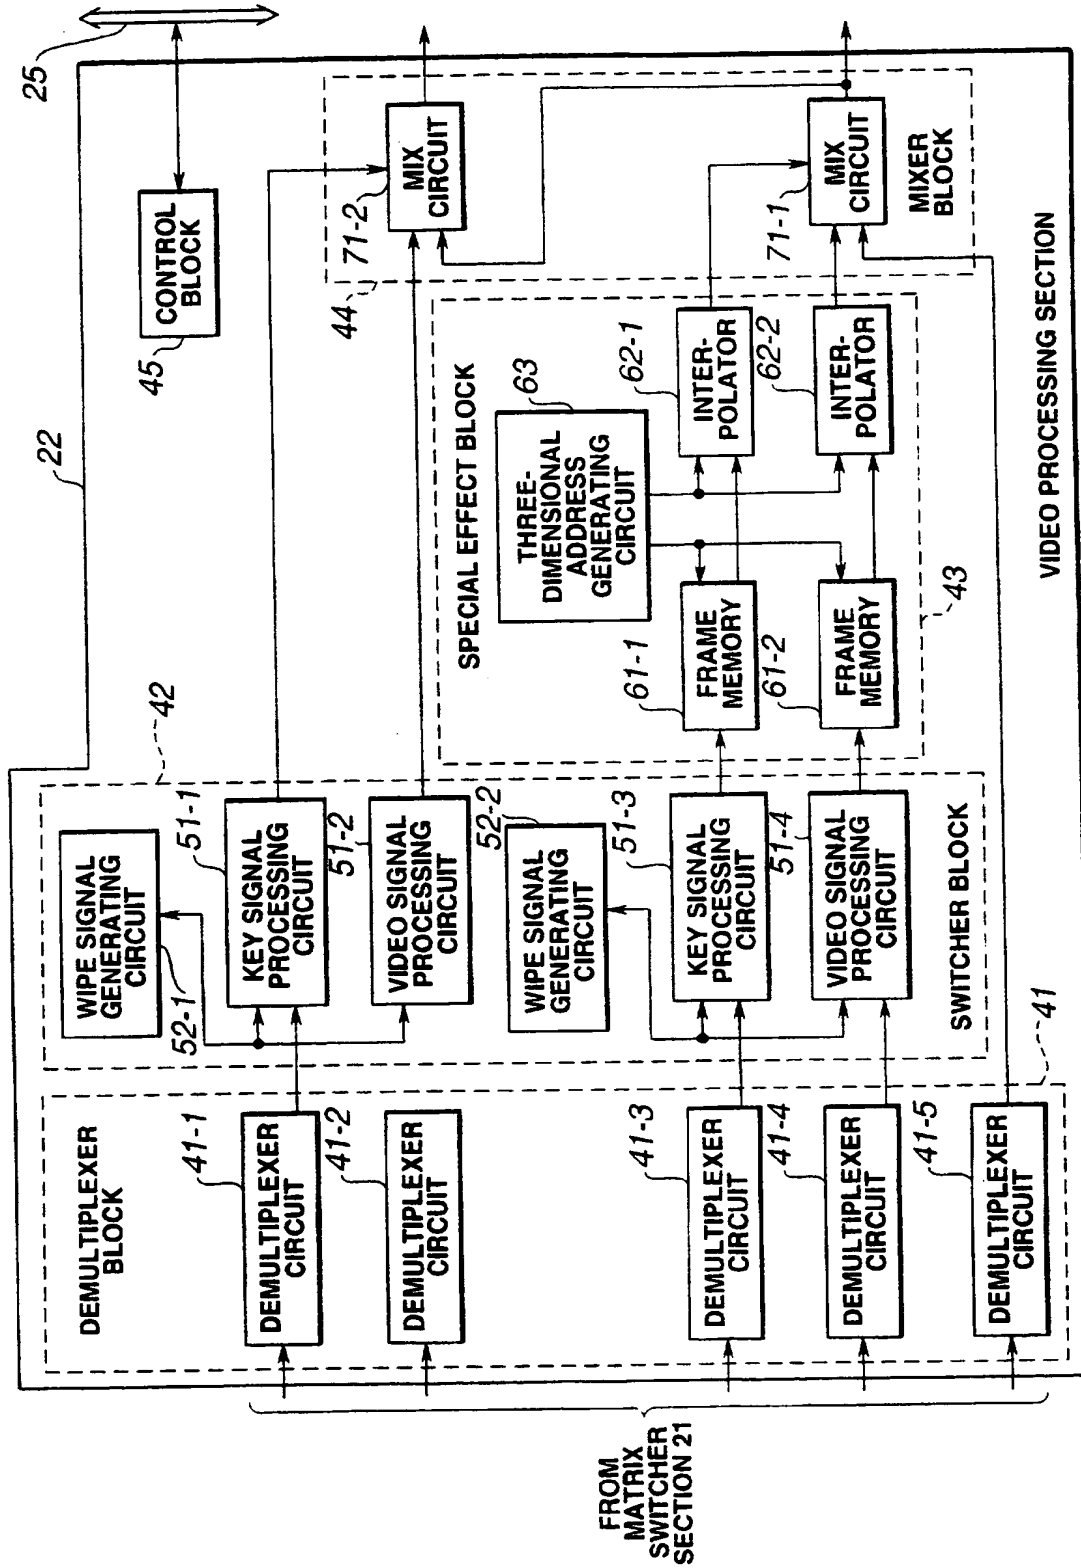 25
22
CONTROL
BLOCK
45
DEMULTIPLEXER
BLOCK
41-1
DEMULTIPLEXER
CIRCUIT
41-2
DEMULTIPLEXER
CIRCUIT
41-3
DEMULTIPLEXER
CIRCUIT
41-4
DEMULTIPLEXER
CIRCUIT
41-5
DEMULTIPLEXER
CIRCUIT
41
FROM
MATRIX
SWITCHER
SECTION 21
42
WIPE SIGNAL
GENERATING
CIRCUIT
52-1
51-1
KEY SIGNAL
PROCESSING
CIRCUIT
51-2
VIDEO SIGNAL
PROCESSING
CIRCUIT
52-2
WIPE SIGNAL
GENERATING
CIRCUIT
51-3
KEY SIGNAL
PROCESSING
CIRCUIT
51-4
VIDEO SIGNAL
PROCESSING
CIRCUIT
SWITCHER BLOCK
SPECIAL EFFECT BLOCK
63
THREE-
DIMENSIONAL
ADDRESS
GENERATING
CIRCUIT
61-1
FRAME
MEMORY
61-2
FRAME
MEMORY
62-1
INTER-
POLATOR
62-2
INTER-
POLATOR
43
44
71-2
MIX
CIRCUIT
71-1
MIX
CIRCUIT
MIXER
BLOCK
VIDEO PROCESSING SECTION